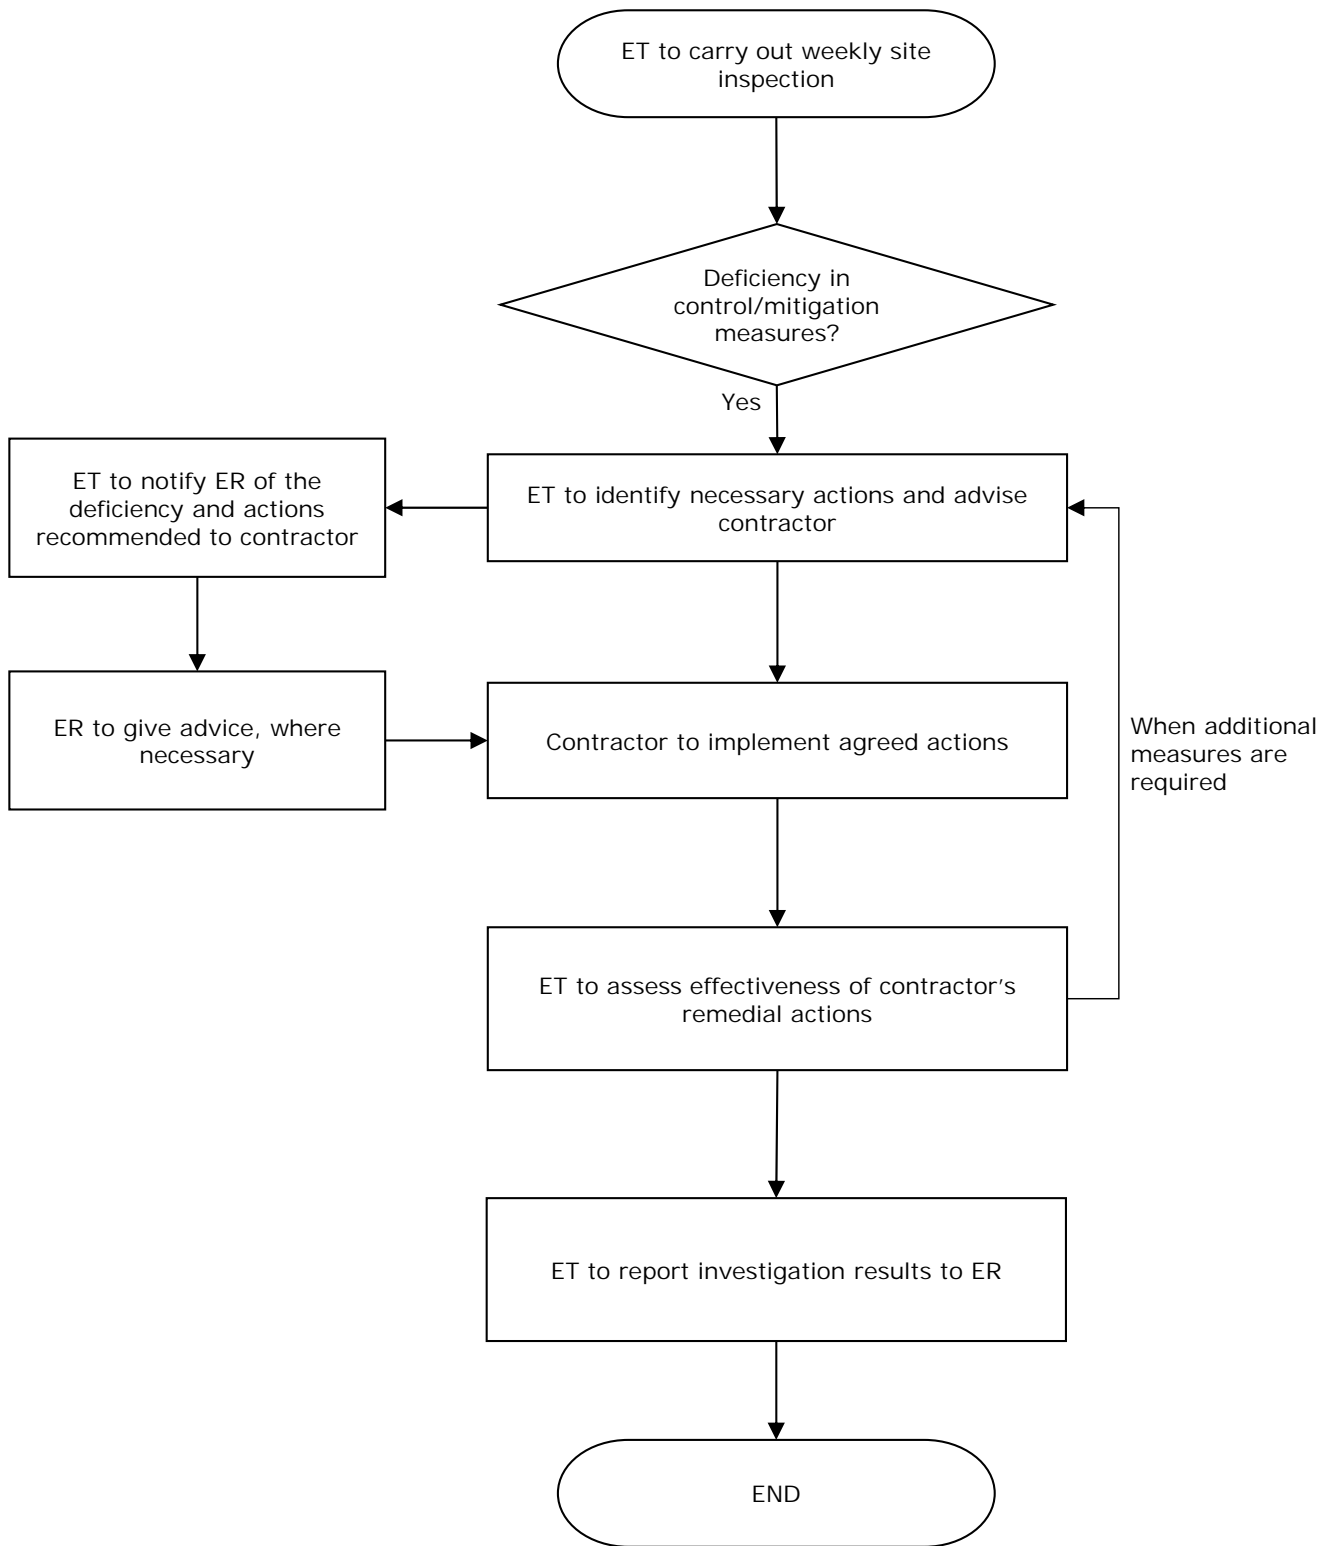 ET to carry out weekly site
inspection
Deficiency in
control/mitigation
measures?
Yes
ET to notify ER of the
deficiency and actions
recommended to contractor
ET to identify necessary actions and advise
contractor
ER to give advice, where
necessary
Contractor to implement agreed actions
When additional
measures are
required
ET to assess effectiveness of contractor's
remedial actions
ET to report investigation results to ER
END